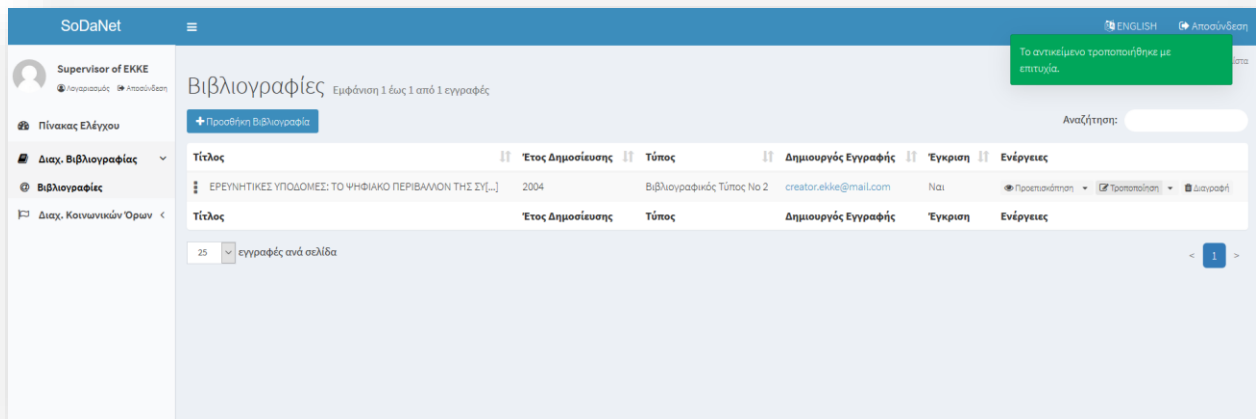 SoDaNet
ENGLISH Αποσύνδεση
Το αντικείμενο τροποποιήθηκε με
επιτυχία.
Supervisor of EKKE
Λογαριασμός Αποσύνδεση
Πίνακας Ελέγχου
Διαχ. Βιβλιογραφίας
Βιβλιογραφίες
Διαχ. Κοινωνικών Όρων
Βιβλιογραφίες Εμφάνιση 1 έως 1 από 1 εγγραφές
Προσθήκη Βιβλιογραφία
Αναζήτηση:
Τίτλος Έτος Δημοσίευσης Τύπος Δημιουργός Εγγραφής Έγκριση Ενέργειες
ΕΡΕΥΝΗΤΙΚΕΣ ΥΠΟΔΟΜΕΣ: ΤΟ ΨΗΦΙΑΚΟ ΠΕΡΙΒΑΛΛΟΝ ΤΗΣ ΣΥ[...] 2004 Βιβλιογραφικός Τύπος Νο 2 creator.ekke@mail.com Ναι Προεπισκόπηση Τροποποίηση Διαγραφή
Τίτλος Έτος Δημοσίευσης Τύπος Δημιουργός Εγγραφής Έγκριση Ενέργειες
25 εγγραφές ανά σελίδα
< 1 >